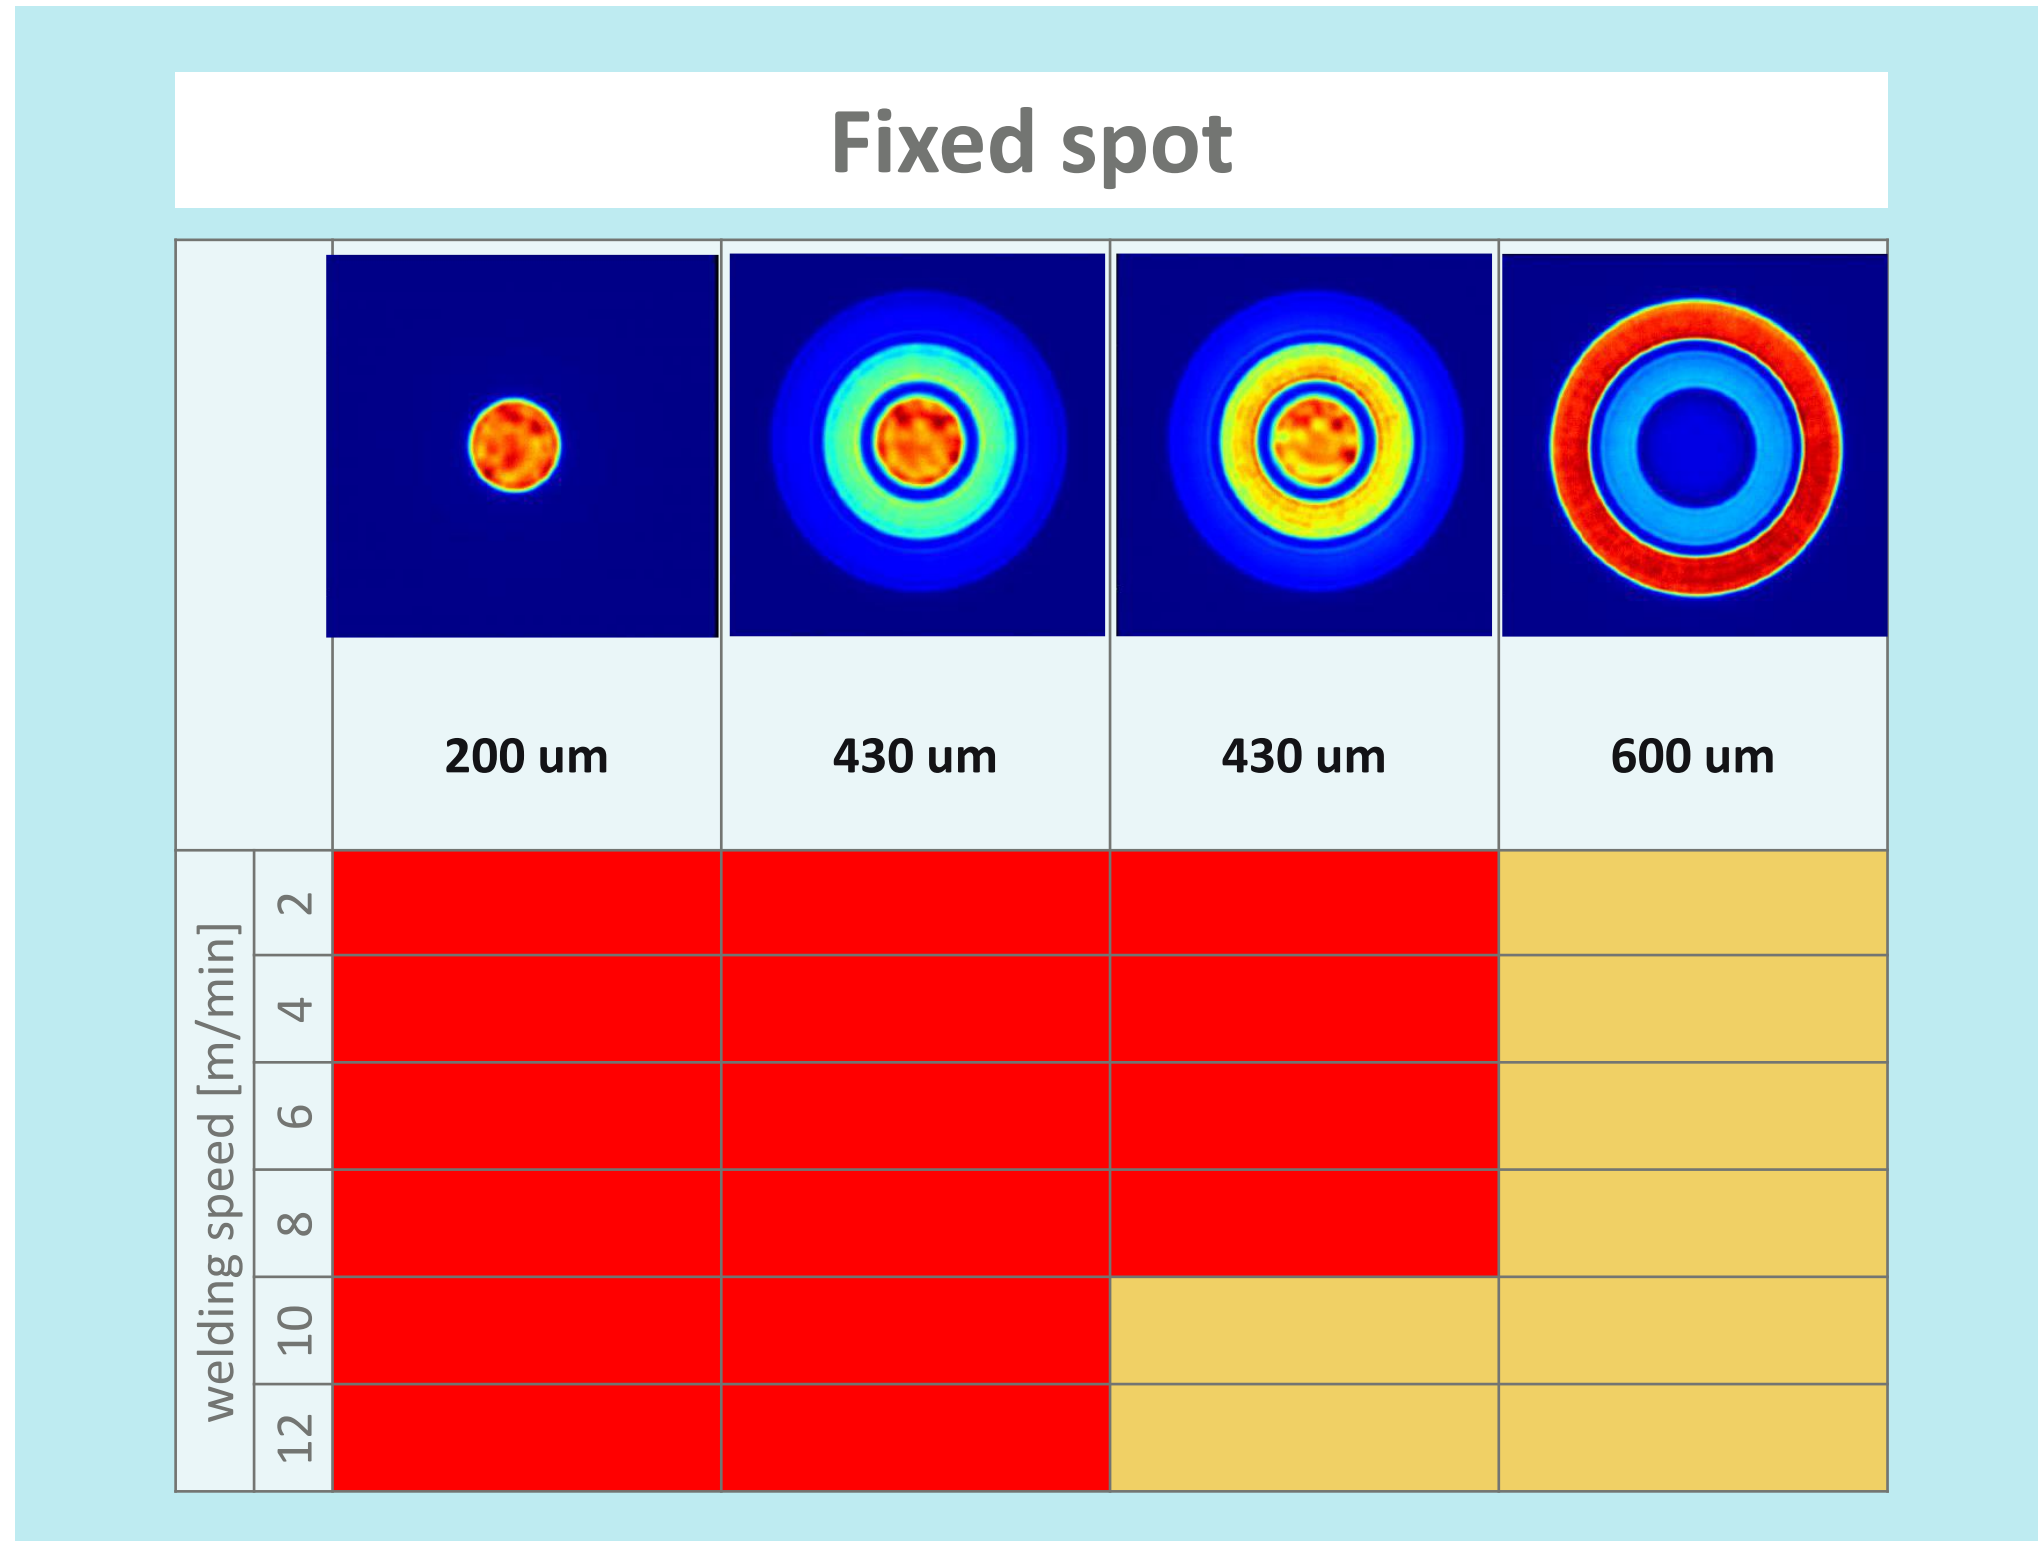 Fixed spot
200 um
430 um
430 um
600 um
welding speed [m/min]
2
4
6
8
10
12